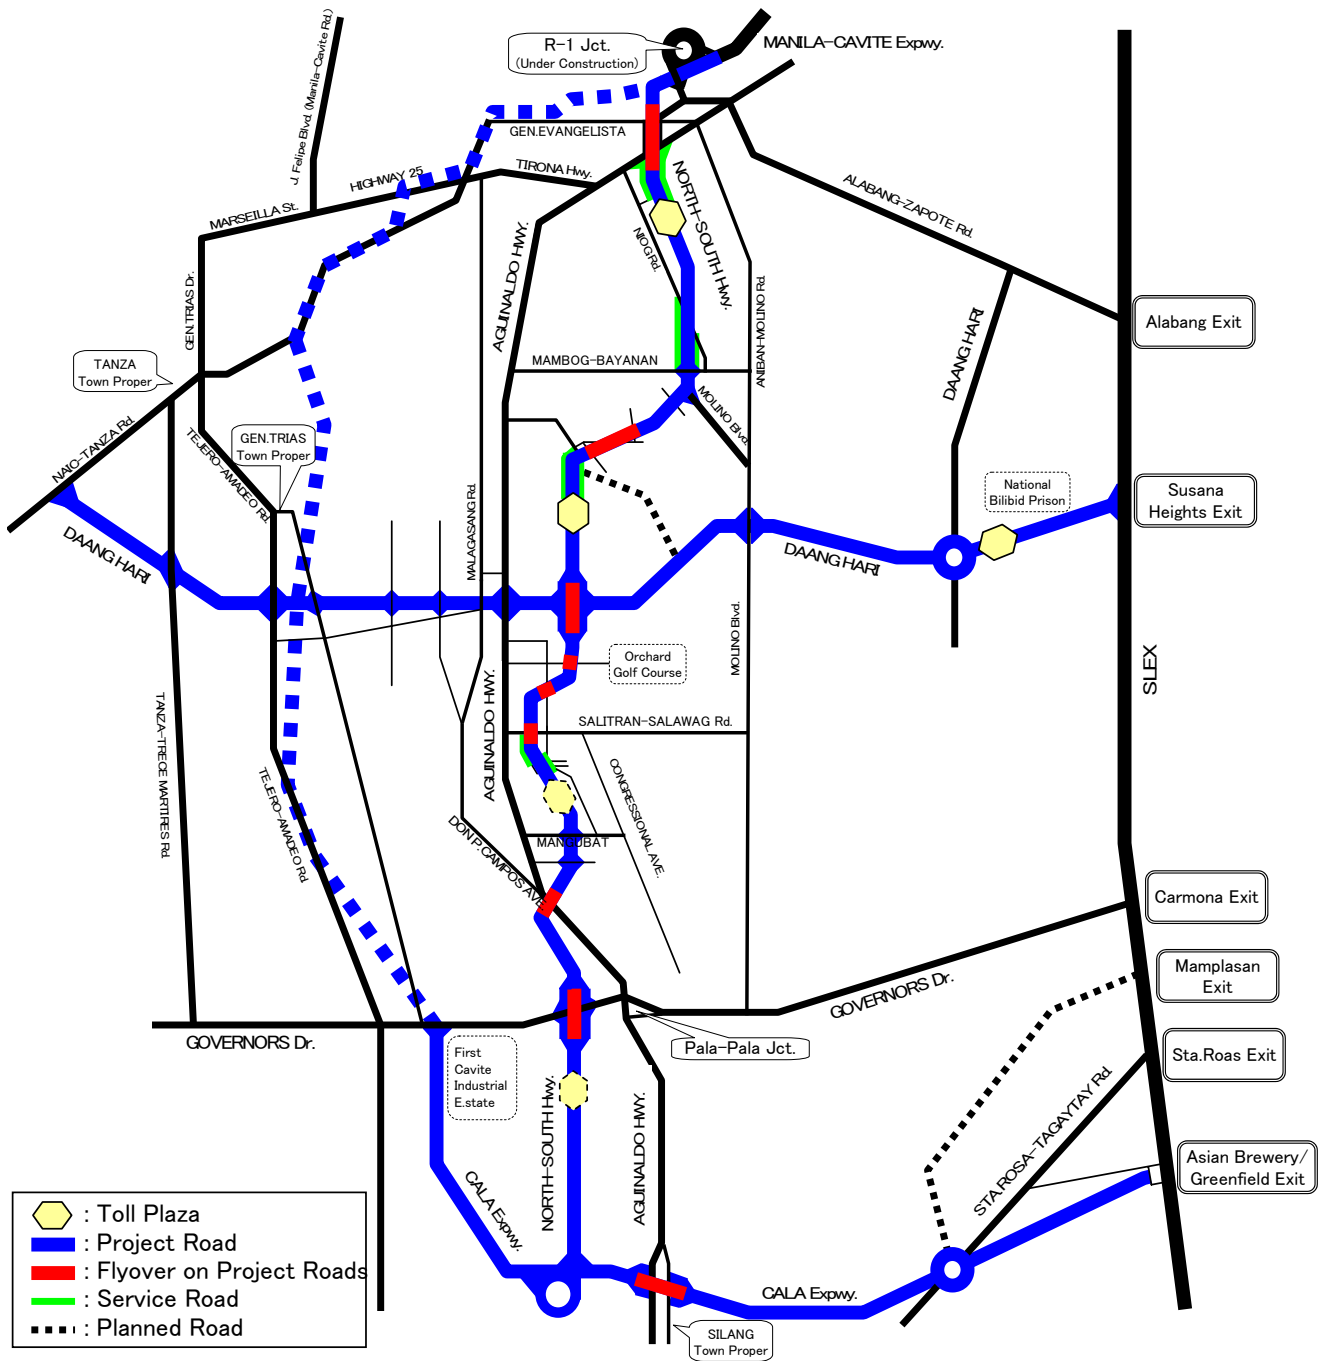 R-1 Jct.
(Under Construction)
MANILA-CAVITE Expwy.
J. Felipe Blvd. (Manila-Cavite Rd.)
GEN.EVANGELISTA
TIRONA Hwy.
HIGHWAY 25
MARSEILLA St.
NORTH-SOUTH Hwy.
ALABANG-ZAPOTE Rd.
NIOG Rd.
AGUINALDO HWY.
GEN.TRIAS Dr.
ANIBAN-MOLINO Rd.
Alabang Exit
MAMBOG-BAYANAN
DAANG HARI
TANZA
Town Proper
MOLINO Blvd.
NAIC-TANZA Rd.
TEJERO-AMADEO Rd.
GEN.TRIAS
Town Proper
National
Bilibid Prison
Susana
Heights Exit
MALAGASANG Rd.
DAANG HARI
DAANG HARI
MOLINO Blvd.
Orchard
Golf Course
SLEX
AGUINALDO HWY.
SALITRAN-SALAWAG Rd.
TANZA-TRECE MARTIRES Rd.
TEJERO-AMADEO Rd.
CONGRESSIONAL AVE.
MANGUBAT
DON P. CAMPOS AVE.
Carmona Exit
Mamplasan
Exit
GOVERNORS Dr.
GOVERNORS Dr.
Pala-Pala Jct.
Sta.Roas Exit
First
Cavite
Industrial
E.state
NORTH-SOUTH Hwy.
AGUINALDO HWY.
STA.ROSA-TAGAYTAY Rd.
Asian Brewery/
Greenfield Exit
CALA Expwy.
CALA Expwy.
SILANG
Town Proper
: Toll Plaza
: Project Road
: Flyover on Project Roads
: Service Road
: Planned Road